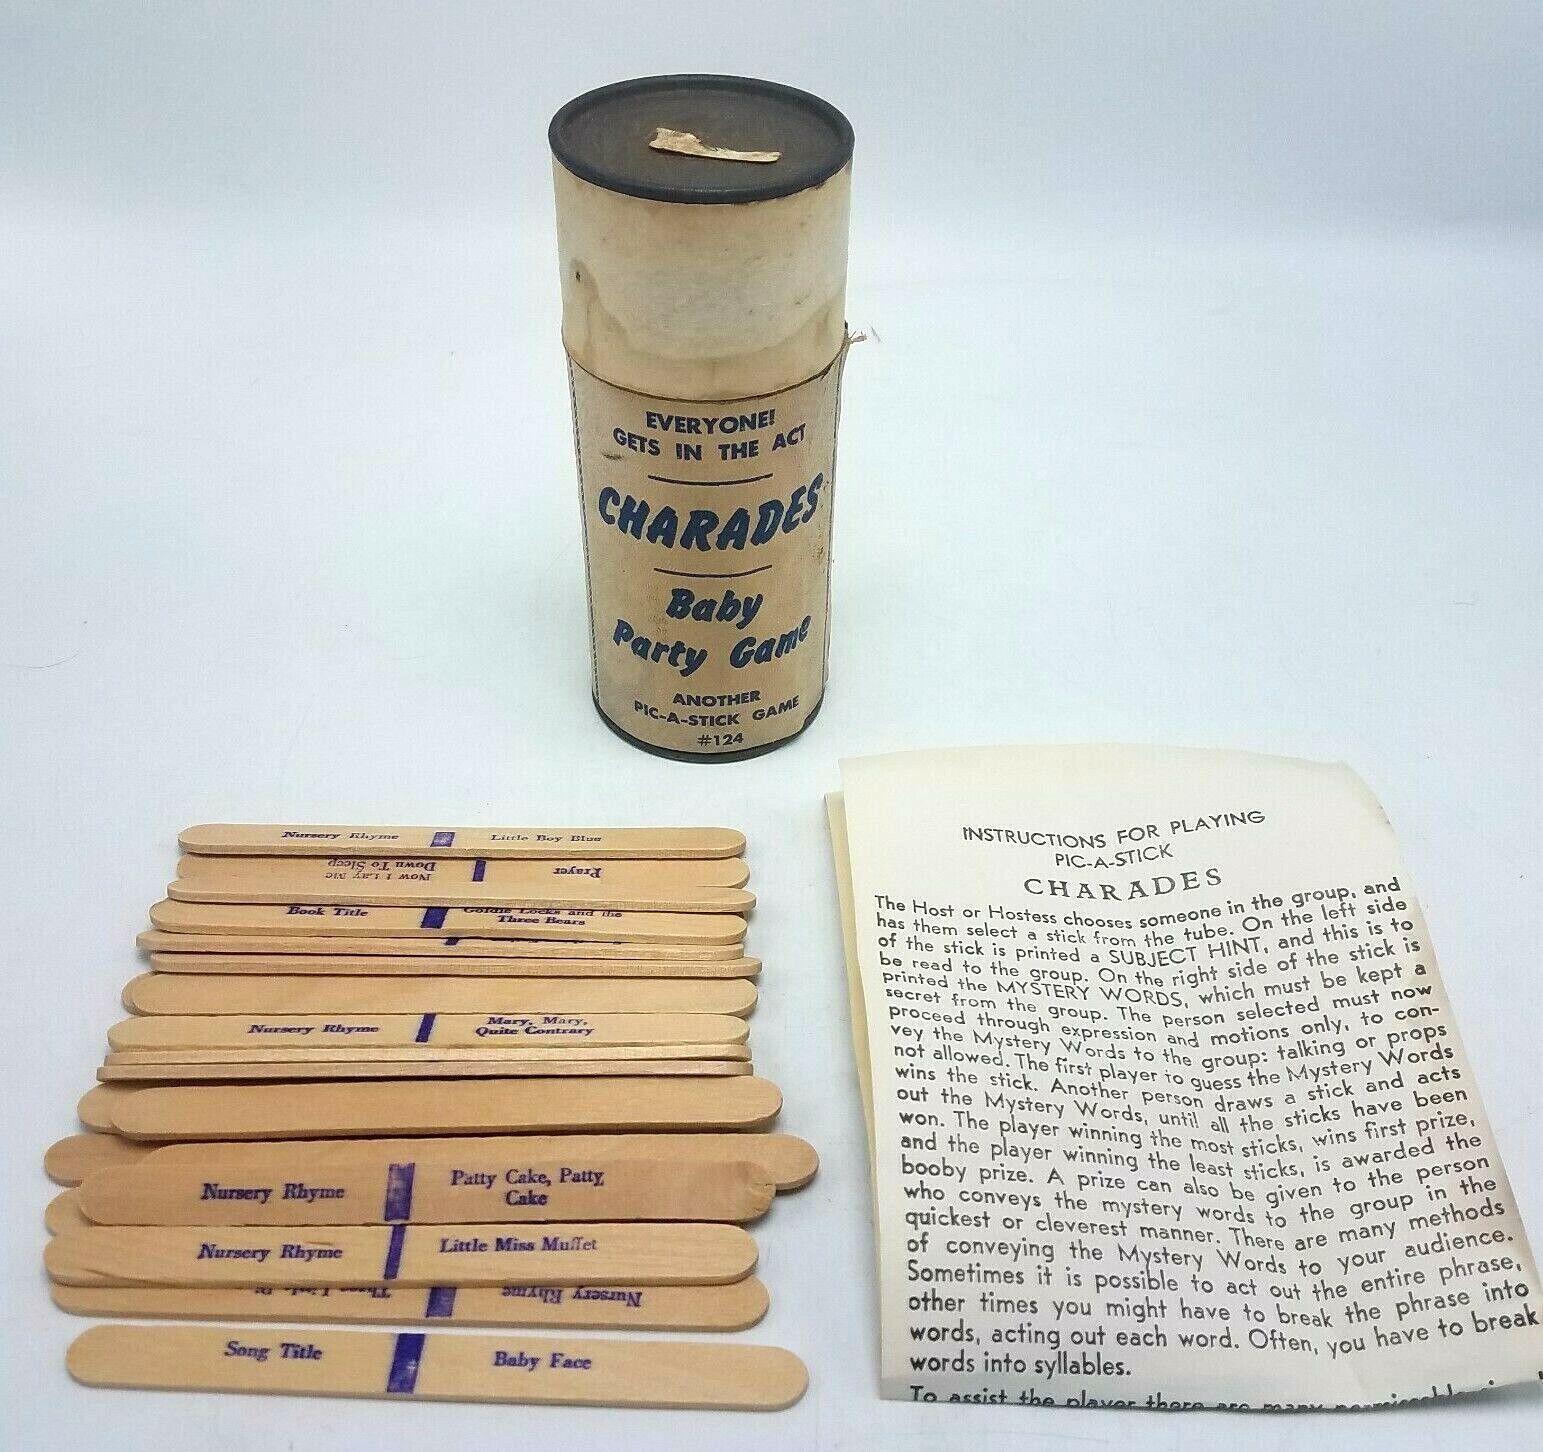 EVERYONE!
GETS IN THE ACT
CHARADES
Baby
Party Game
ANOTHER
PIC-A-STICK GAME
#124
Nursery Rhyme Little Boy Blue
Now I Lay Me
Down To Sleep
Prayer
Book Title Goldie Locks and the
Three Bears
Nursery Rhyme Mary, Mary,
Quite Contrary
Nursery Rhyme Patty Cake, Patty
Cake
Nursery Rhyme Little Miss Muffet
Nursery Rhyme Three Little
Song Title Baby Face
INSTRUCTIONS FOR PLAYING
PIC-A-STICK
CHARADES
The Host or Hostess chooses someone in the group, and
has them select a stick from the tube. On the left side
of the stick is printed a SUBJECT HINT, and this is to
be read to the group. On the right side of the stick is
printed the MYSTERY WORDS, which must be kept a
secret from the group. The person selected must now
proceed through expression and motions only, to con-
vey the Mystery Words to the group: talking or props
not allowed. The first player to guess the Mystery Words
wins the stick. Another person draws a stick and acts
out the Mystery Words, until all the sticks have been
won. The player winning the most sticks, wins first prize,
and the player winning the least sticks, is awarded the
booby prize. A prize can also be given to the person
who conveys the mystery words to the group in the
quickest or cleverest manner. There are many methods
of conveying the Mystery Words to your audience.
Sometimes it is possible to act out the entire phrase,
other times you might have to break the phrase into
words, acting out each word. Often, you have to break
words into syllables.
To assist the player there are many